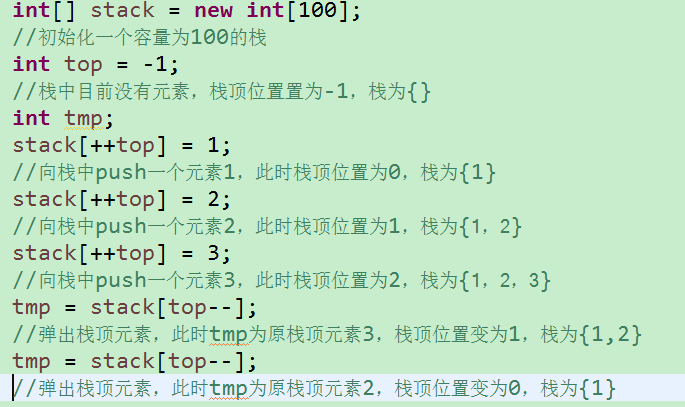 int[] stack = new int[100];
//初始化一个容量为100的栈
int top = -1;
//栈中目前没有元素，栈顶位置置为-1，栈为{}
int tmp;
stack[++top] = 1;
//向栈中push一个元素1，此时栈顶位置为0，栈为{1}
stack[++top] = 2;
//向栈中push一个元素2，此时栈顶位置为1，栈为{1，2}
stack[++top] = 3;
//向栈中push一个元素3，此时栈顶位置为2，栈为{1，2，3}
tmp = stack[top--];
//弹出栈顶元素，此时tmp为原栈顶元素3，栈顶位置变为1，栈为{1,2}
tmp = stack[top--];
//弹出栈顶元素，此时tmp为原栈顶元素2，栈顶位置变为0，栈为{1}